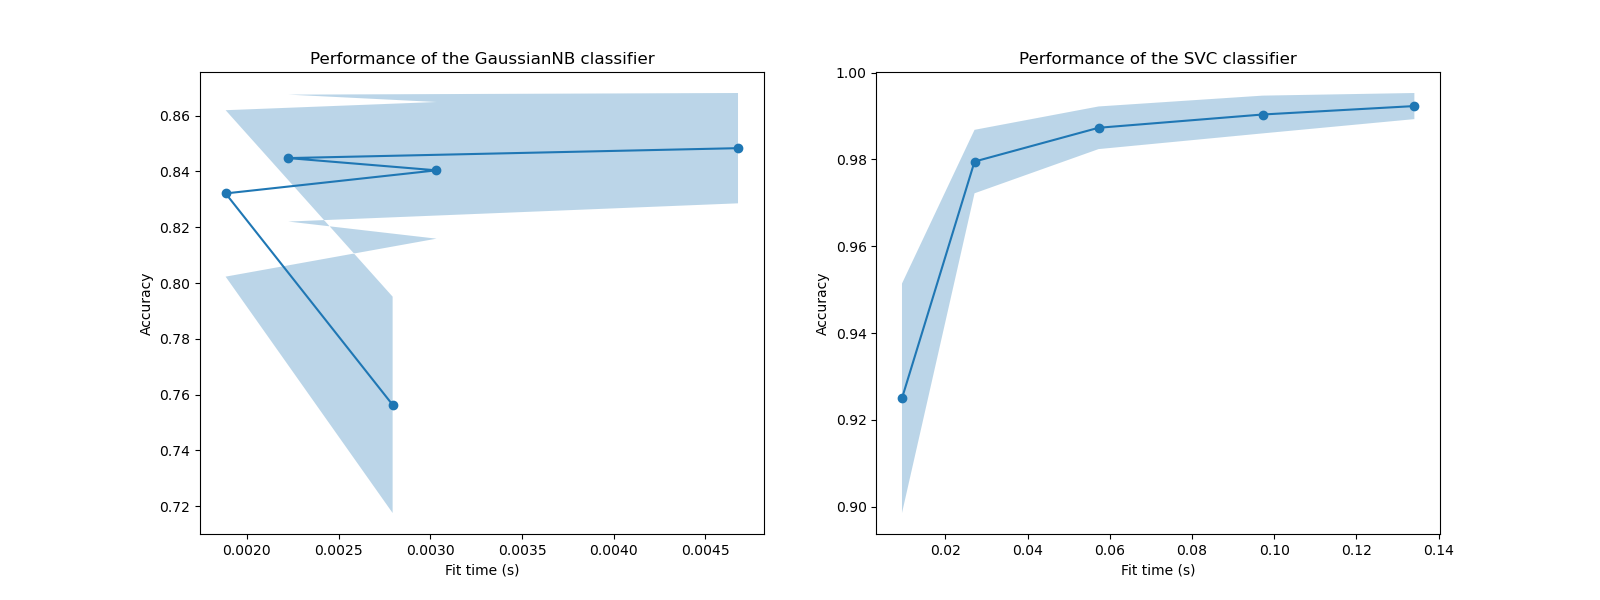 Performance of the GaussianNB classifier
Accuracy
0.86
0.84
0.82
0.80
0.78
0.76
0.74
0.72
0.0020 0.0025 0.0030 0.0035 0.0040 0.0045
Fit time (s)
Performance of the SVC classifier
Accuracy
1.00
0.98
0.96
0.94
0.92
0.90
0.02 0.04 0.06 0.08 0.10 0.12 0.14
Fit time (s)